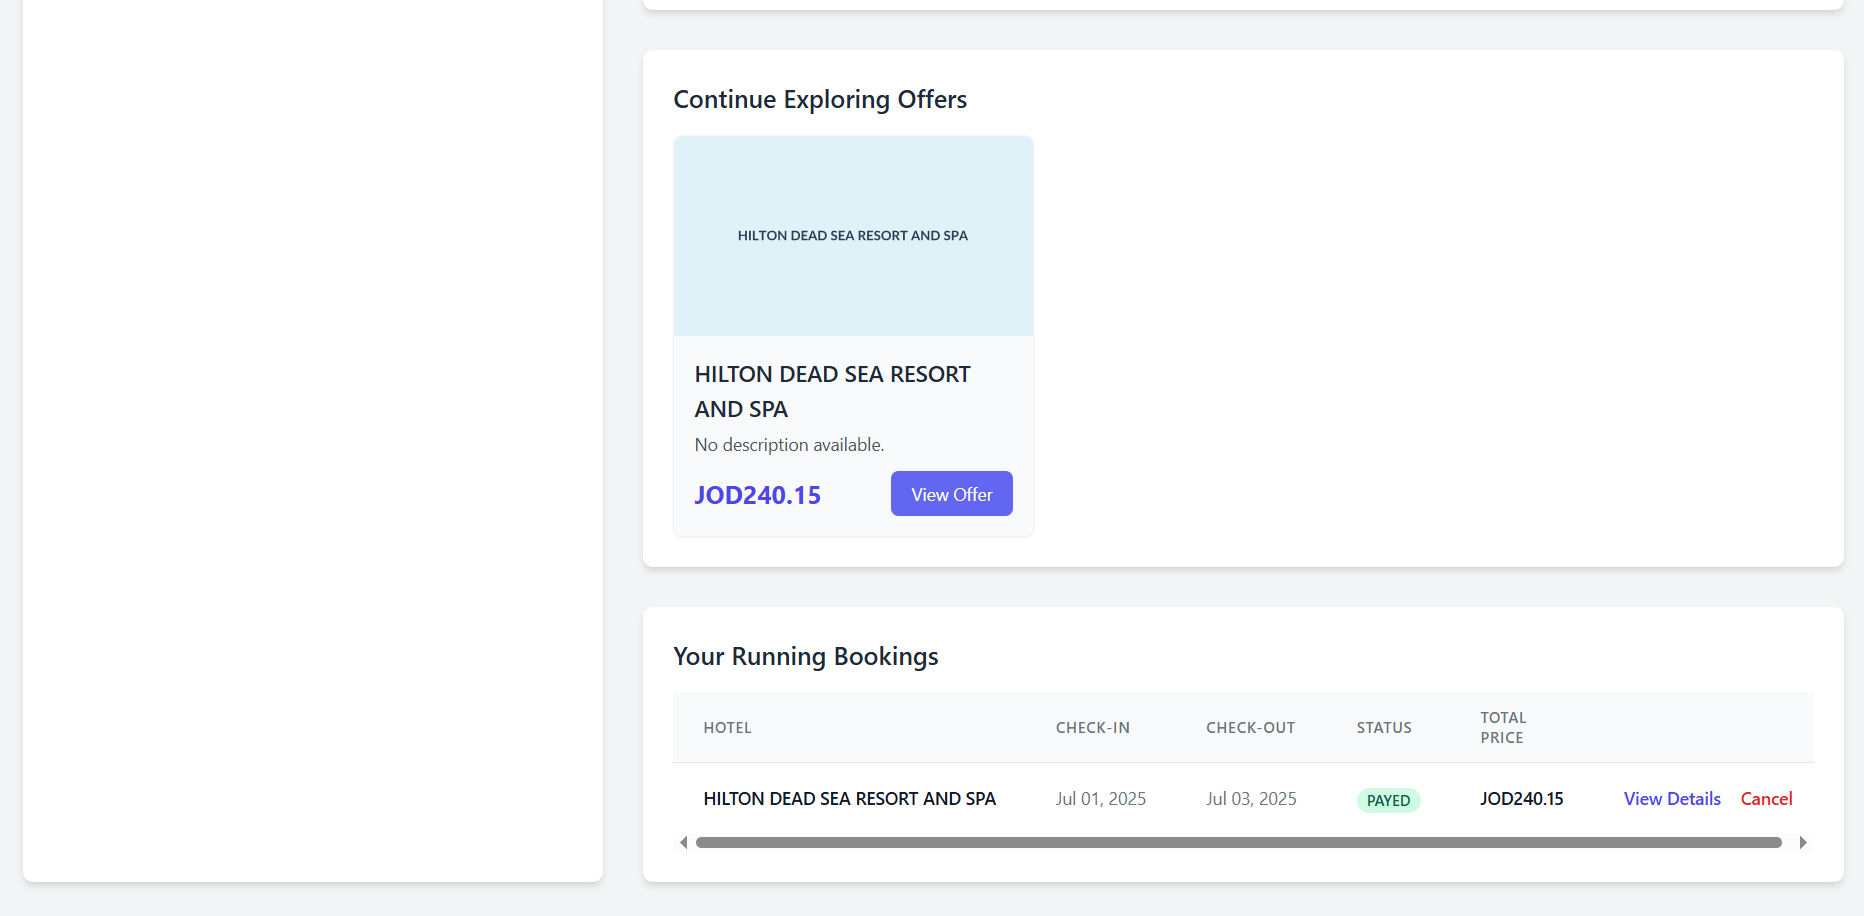 Continue Exploring Offers
HILTON DEAD SEA RESORT AND SPA
HILTON DEAD SEA RESORT
AND SPA
No description available.
JOD240.15 View Offer
Your Running Bookings
HOTEL CHECK-IN CHECK-OUT STATUS TOTAL
PRICE
HILTON DEAD SEA RESORT AND SPA Jul 01, 2025 Jul 03, 2025 PAYED JOD240.15 View Details Cancel